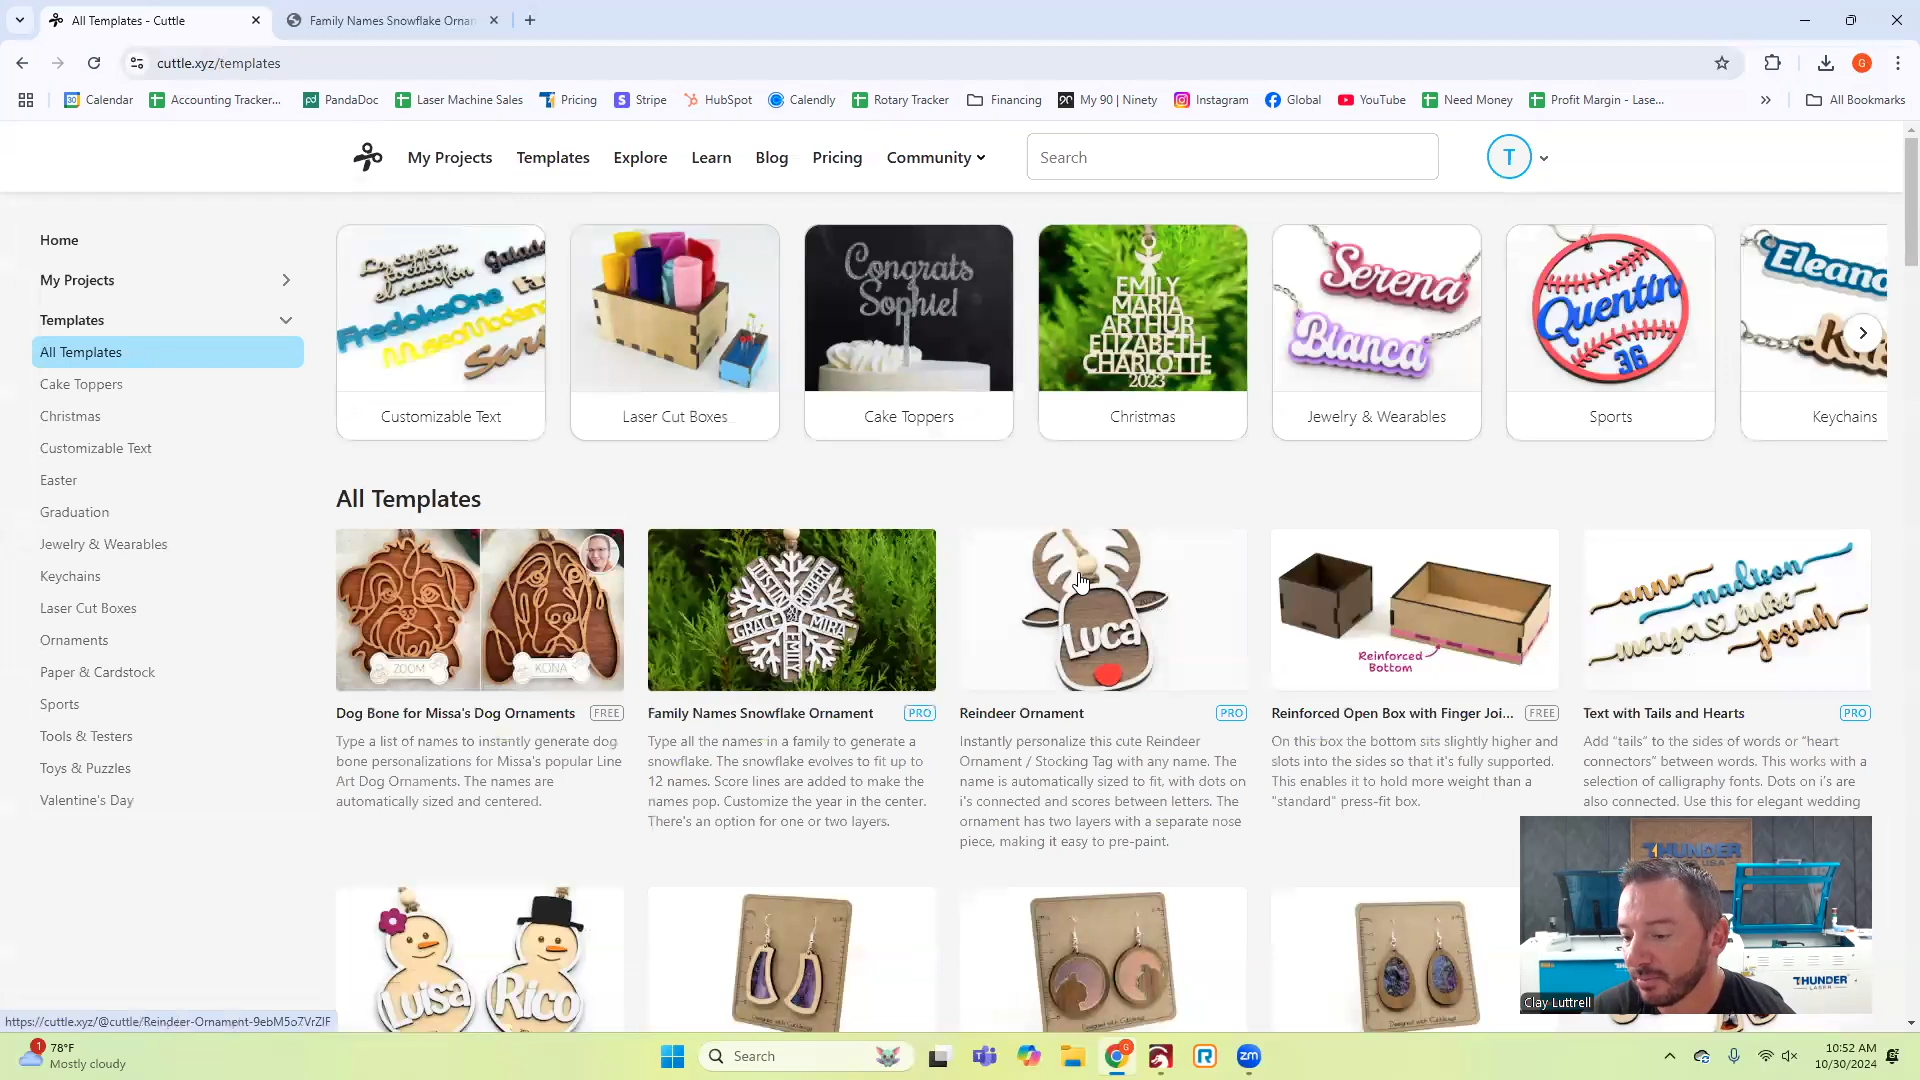 All Templates - Cuttle
Family Names Snowflake Ornam
cuttle.xyz/templates
G
Calendar
Accounting Tracker...
PandaDoc
Laser Machine Sales
Pricing
Stripe
HubSpot
Calendly
Rotary Tracker
Financing
My 90 | Ninety
Instagram
Global
YouTube
Need Money
Profit Margin - Lase...
All Bookmarks
My Projects
Templates
Explore
Learn
Blog
Pricing
Community
Search
T
Home
My Projects
Templates
All Templates
Cake Toppers
Christmas
Customizable Text
Easter
Graduation
Jewelry & Wearables
Keychains
Laser Cut Boxes
Ornaments
Paper & Cardstock
Sports
Tools & Testers
Toys & Puzzles
Valentine's Day
FredokaOne
MuseoModerno
Congrats
Sophie!
EMILY
MARIA
ARTHUR
ELIZABETH
CHARLOTTE
2023
Serena
Bianca
Quentin
36
Eleano
Customizable Text
Laser Cut Boxes
Cake Toppers
Christmas
Jewelry & Wearables
Sports
Keychains
All Templates
ZOOM
KONA
ROBERT
GRACE
MIRA
EMILY
Luca
Reinforced
Bottom
anna
madison
maya luke
josiah
Dog Bone for Missa's Dog Ornaments
FREE
Type a list of names to instantly generate dog
bone personalizations for Missa's popular Line
Art Dog Ornaments. The names are
automatically sized and centered.
Family Names Snowflake Ornament
PRO
Type all the names in a family to generate a
snowflake. The snowflake evolves to fit up to
12 names. Score lines are added to make the
names pop. Customize the year in the center.
There's an option for one or two layers.
Reindeer Ornament
PRO
Instantly personalize this cute Reindeer
Ornament / Stocking Tag with any name. The
name is automatically sized to fit, with dots on
i's connected and scores between letters. The
ornament has two layers with a separate nose
piece, making it easy to pre-paint.
Reinforced Open Box with Finger Joi...
FREE
On this box the bottom sits slightly higher and
slots into the sides so that it's fully supported.
This enables it to hold more weight than a
"standard" press-fit box.
Text with Tails and Hearts
PRO
Add “tails” to the sides of words or “heart
connectors” between words. This works with a
selection of calligraphy fonts. Dots on i's are
also connected. Use this for elegant wedding
Luisa
Rico
THUNDER
THUNDER
Clay Luttrell
https://cuttle.xyz/@cuttle/Reindeer-Ornament-9ebM5o7VrZIF
1
78°F
Mostly cloudy
Search
G
R
zm
10:52 AM
10/30/2024